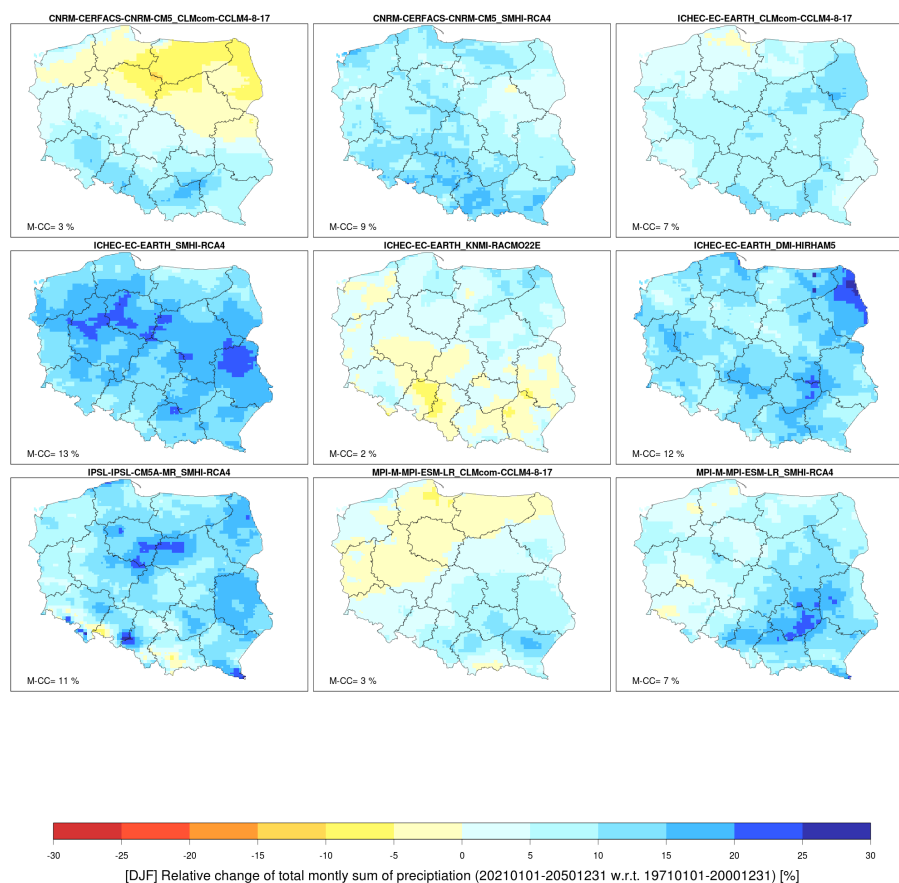 CNRM-CERFACS-CNRM-CM5_CLMcom-CCLM4-8-17
CNRM-CERFACS-CNRM-CM5_SMHI-RCA4
ICHEC-EC-EARTH_CLMcom-CCLM4-8-17
M-CC= 3 %
M-CC= 9 %
M-CC= 7 %
ICHEC-EC-EARTH_SMHI-RCA4
ICHEC-EC-EARTH_KNMI-RACMO22E
ICHEC-EC-EARTH_DMI-HIRHAM5
M-CC= 13 %
M-CC= 2 %
M-CC= 12 %
IPSL-IPSL-CM5A-MR_SMHI-RCA4
MPI-M-MPI-ESM-LR_CLMcom-CCLM4-8-17
MPI-M-MPI-ESM-LR_SMHI-RCA4
M-CC= 11 %
M-CC= 3 %
M-CC= 7 %
-30 -25 -20 -15 -10 -5 0 5 10 15 20 25 30
[DJF] Relative change of total montly sum of preciptiation (20210101-20501231 w.r.t. 19710101-20001231) [%]